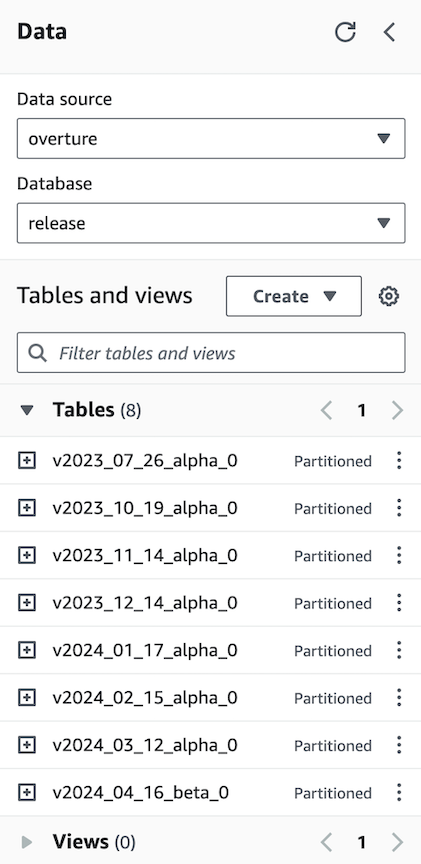 Data
Data source
overture
Database
release
Tables and views Create
Filter tables and views
Tables (8) 1
v2023_07_26_alpha_0 Partitioned
v2023_10_19_alpha_0 Partitioned
v2023_11_14_alpha_0 Partitioned
v2023_12_14_alpha_0 Partitioned
v2024_01_17_alpha_0 Partitioned
v2024_02_15_alpha_0 Partitioned
v2024_03_12_alpha_0 Partitioned
v2024_04_16_beta_0 Partitioned
Views (0) 1